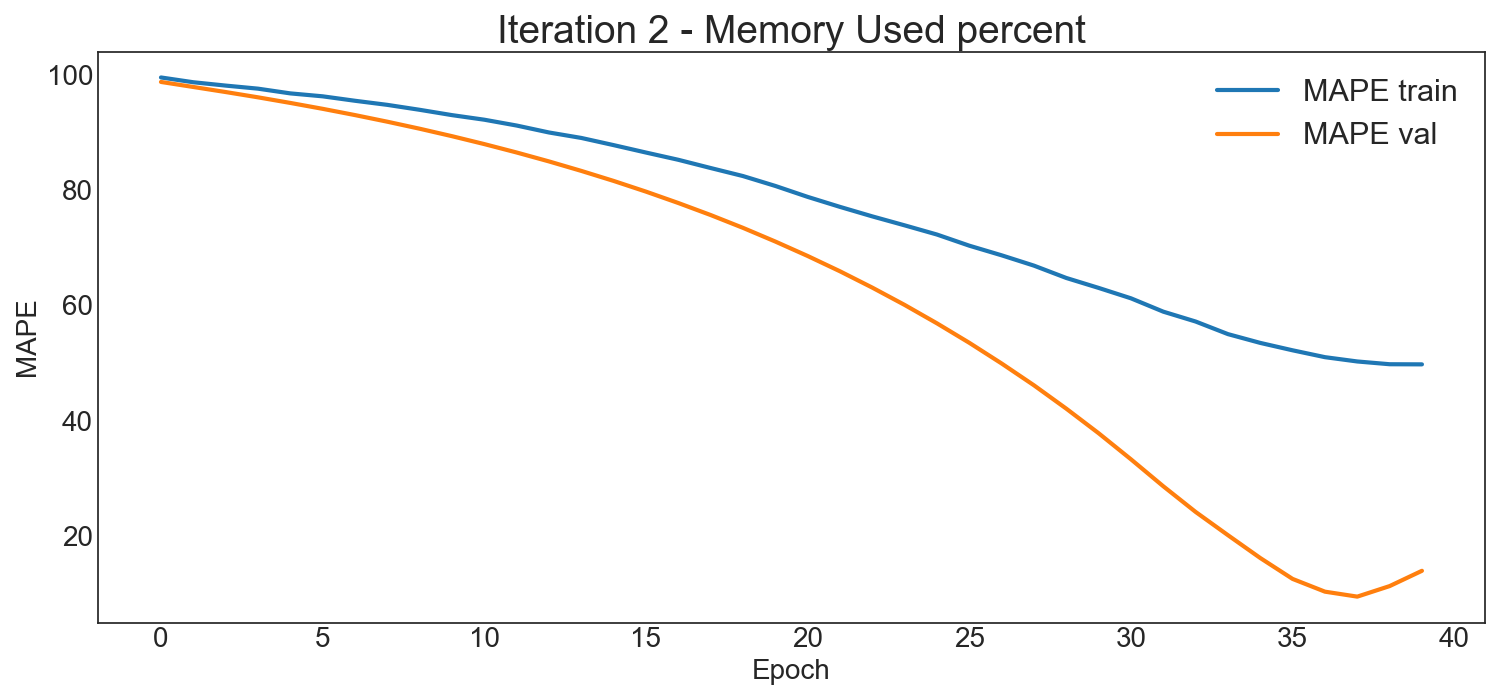 Iteration 2 - Memory Used percent
MAPE train
MAPE val
MAPE
100
80
60
40
20
0 5 10 15 20 25 30 35 40
Epoch